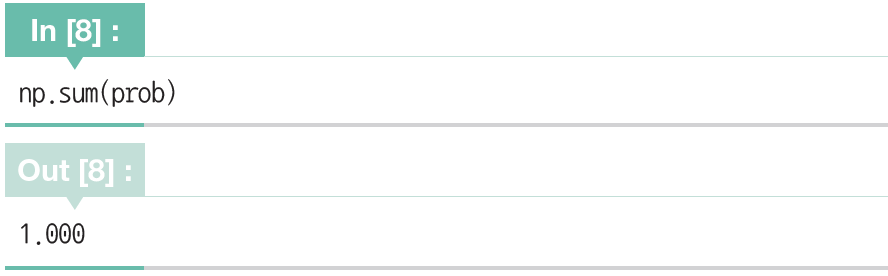 In [8] :
np.sum(prob)
Out [8] :
1.000